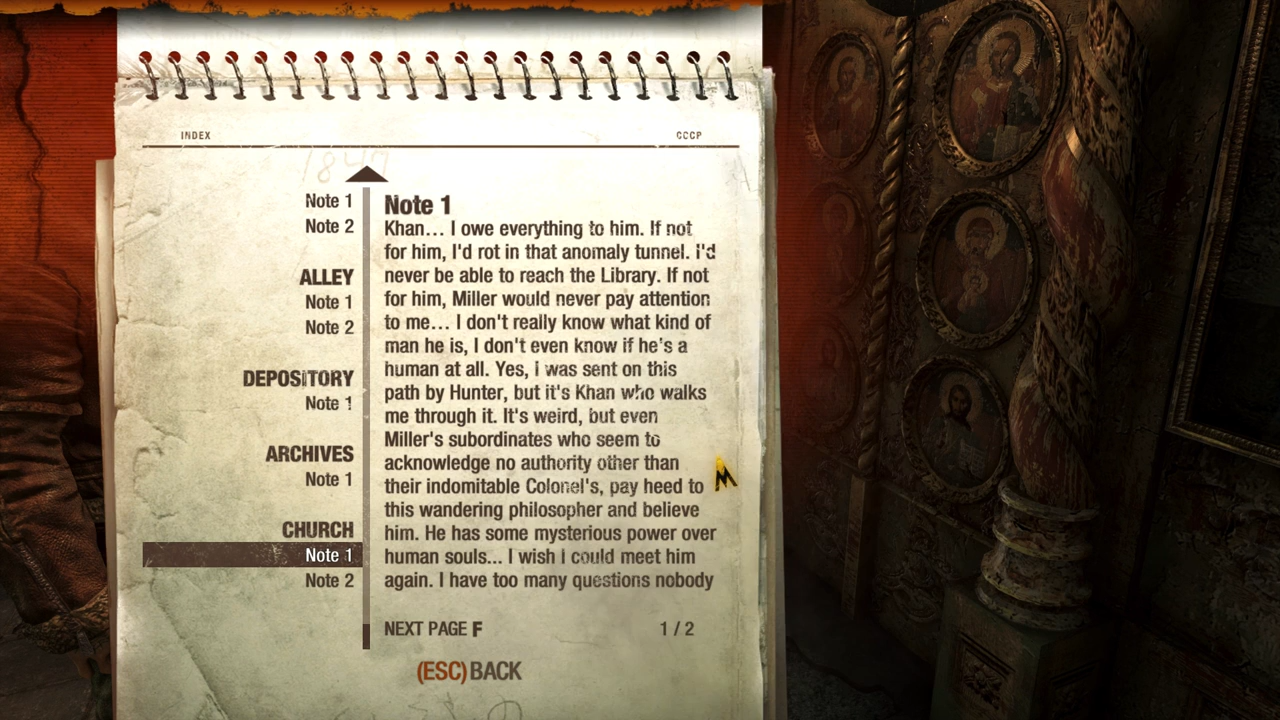 INDEX
CCCP
Note 1
Note 2
ALLEY
Note 1
Note 2
DEPOSITORY
Note 1
ARCHIVES
Note 1
CHURCH
Note 1
Note 2
Note 1
Khan... I owe everything to him. If not
for him, I'd rot in that anomaly tunnel. I'd
never be able to reach the Library. If not
for him, Miller would never pay attention
to me... I don't really know what kind of
man he is, I don't even know if he's a
human at all. Yes, I was sent on this
path by Hunter, but it's Khan who walks
me through it. It's weird, but even
Miller's subordinates who seem to
acknowledge no authority other than
their indomitable Colonel's, pay heed to
this wandering philosopher and believe
him. He has some mysterious power over
human souls... I wish I could meet him
again. I have too many questions nobody
NEXT PAGE F
1 / 2
(ESC) BACK